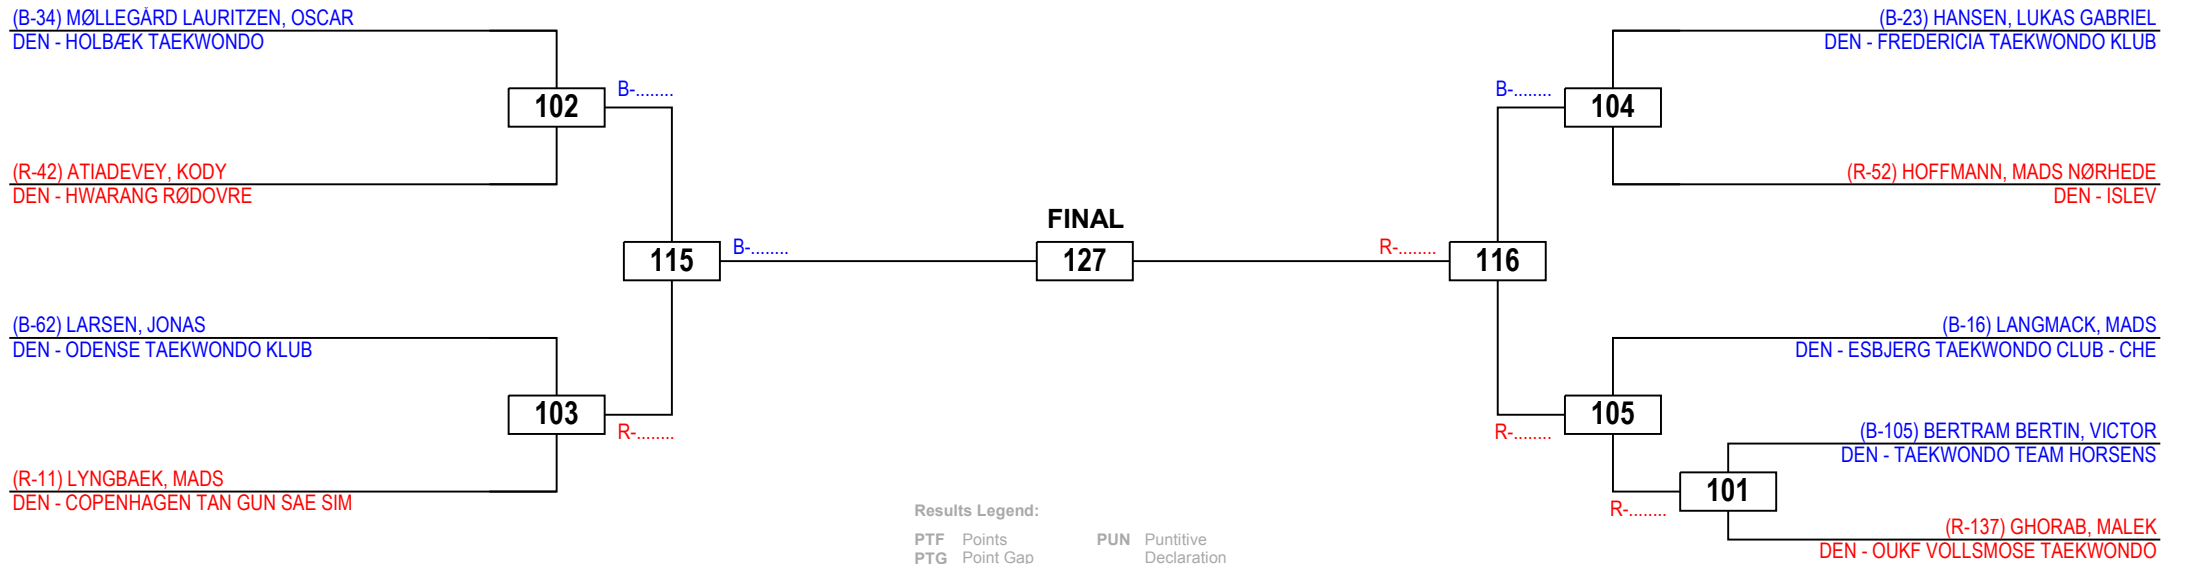 (B-34) MØLLEGÅRD LAURITZEN, OSCAR
DEN - HOLBÆK TAEKWONDO
102
B-........
(R-42) ATIADEVEY, KODY
DEN - HWARANG RØDOVRE
115
B-........
(B-62) LARSEN, JONAS
DEN - ODENSE TAEKWONDO KLUB
103
R-........
(R-11) LYNGBAEK, MADS
DEN - COPENHAGEN TAN GUN SAE SIM
FINAL
127
(B-23) HANSEN, LUKAS GABRIEL
DEN - FREDERICIA TAEKWONDO KLUB
B-........
104
(R-52) HOFFMANN, MADS NØRHEDE
DEN - ISLEV
R-........
116
(B-16) LANGMACK, MADS
DEN - ESBJERG TAEKWONDO CLUB - CHE
R-........
105
(B-105) BERTRAM BERTIN, VICTOR
DEN - TAEKWONDO TEAM HORSENS
R-........
101
(R-137) GHORAB, MALEK
DEN - OUKF VOLLSMOSE TAEKWONDO
Results Legend:
PTF Points
PTG Point Gap
PUN Puntitive
Declaration